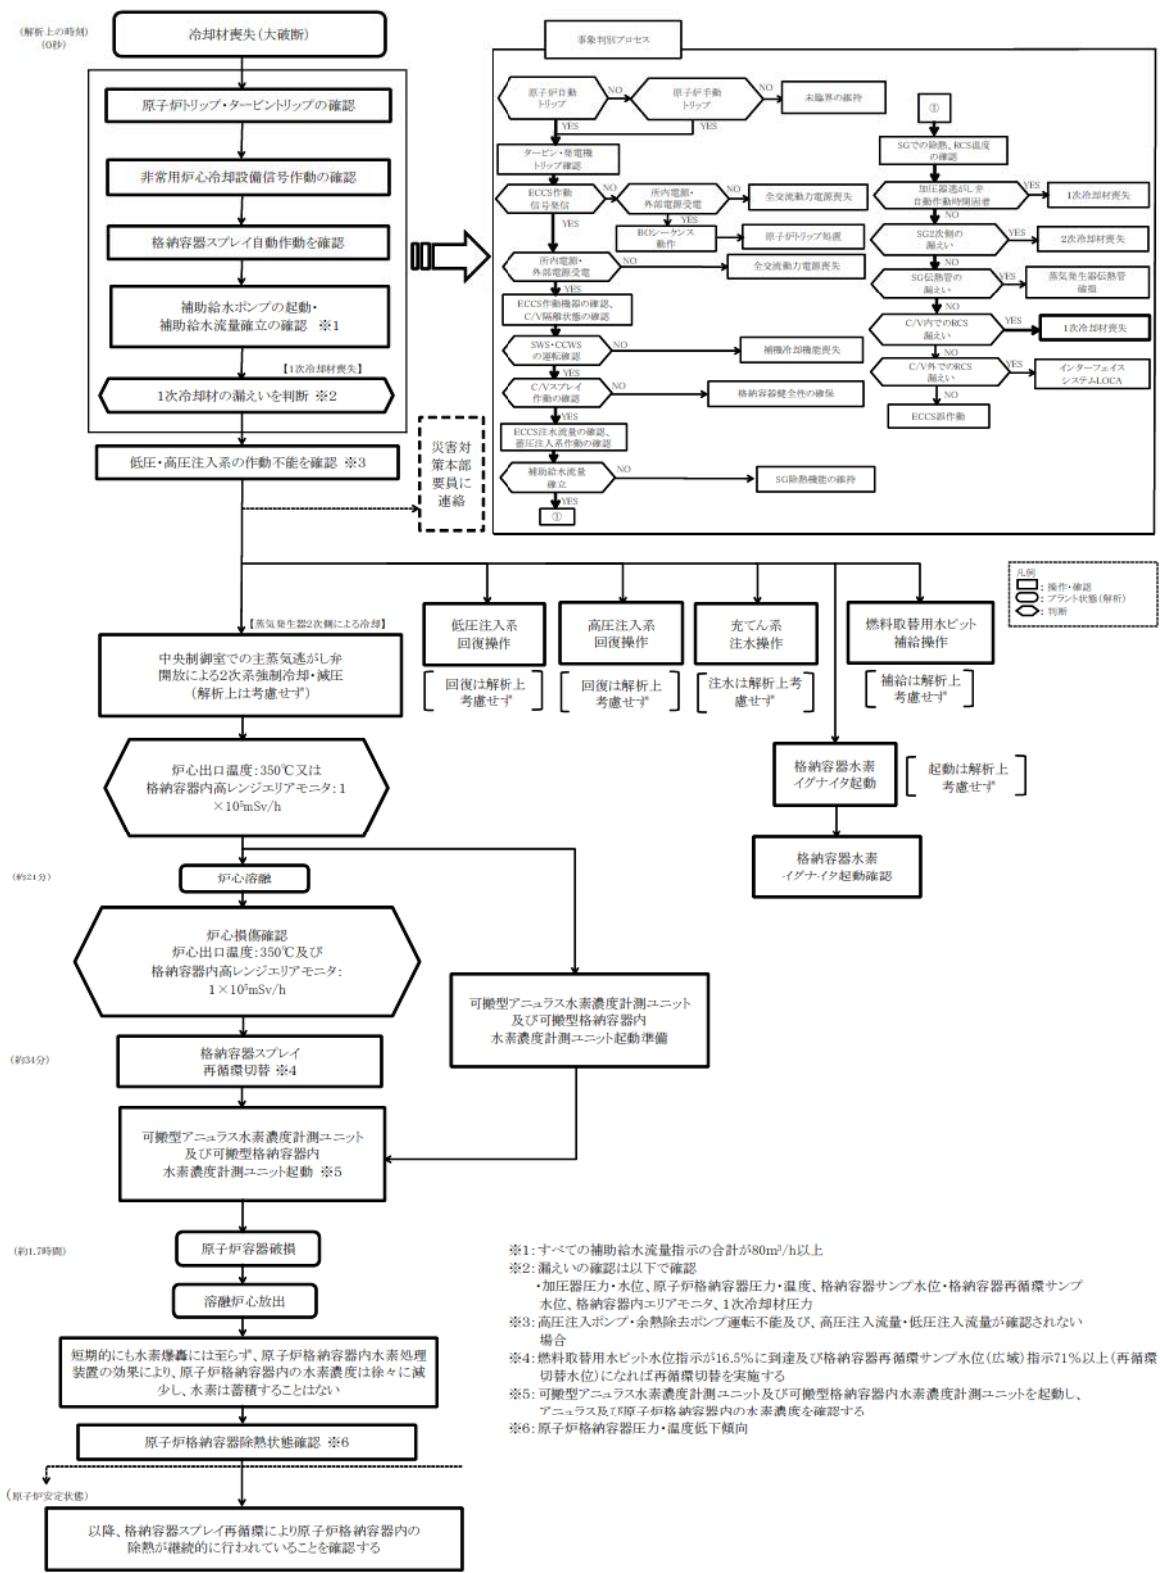 (解析上の時刻)
(0秒)
冷却材喪失(大破断)
原子炉トリップ・タービントリップの確認
非常用炉心冷却設備信号作動の確認
格納容器スプレイ自動作動を確認
補助給水ポンプの起動・
補助給水流量確立の確認 ※1
【1次冷却材喪失】
1次冷却材の漏えいを判断 ※2
低圧・高圧注入系の作動不能を確認 ※3
災害対
策本部
要員に
連絡
事象判別プロセス
原子炉自動
トリップ
NO
原子炉手動
トリップ
NO
未臨界の維持
YES
YES
タービン・発電機
トリップ確認
ECCS作動
信号発信
NO
所内電源・
外部電源受電
NO
全交流動力電源喪失
YES
YES
BOシーケンス
動作
原子炉トリップ処置
所内電源・
外部電源受電
NO
全交流動力電源喪失
YES
ECCS作動機器の確認、
C/V隔離状態の確認
SWS・CCWS
の運転確認
NO
補機冷却機能喪失
YES
C/Vスプレイ
作動の確認
NO
格納容器健全性の確保
YES
ECCS注水流量の確認、
蓄圧注入系作動の確認
補助給水流量
確立
NO
SG除熱機能の維持
YES
①
①
SGでの除熱、RCS温度
の確認
加圧器逃がし弁
自動作動時間固着
YES
1次冷却材喪失
NO
SG2次側の
漏えい
YES
2次冷却材喪失
NO
SG伝熱管の
漏えい
YES
蒸気発生器伝熱管
破損
NO
C/V内でのRCS
漏えい
YES
1次冷却材喪失
NO
C/V外でのRCS
漏えい
YES
インターフェイス
システムLOCA
NO
ECCS誤作動
凡例
: 操作・確認
: プラント状態(解析)
: 判断
【蒸気発生器2次側による冷却】
中央制御室での主蒸気逃がし弁
開放による2次系強制冷却・減圧
(解析上は考慮せず)
低圧注入系
回復操作
回復は解析上
考慮せず
高圧注入系
回復操作
回復は解析上
考慮せず
充てん系
注水操作
注水は解析上考
慮せず
燃料取替用水ピット
補給操作
補給は解析上
考慮せず
格納容器水素
イグナイタ起動
起動は解析上
考慮せず
格納容器水素
イグナイタ起動確認
炉心出口温度:350℃又は
格納容器内高レンジエリアモニタ:1
×10⁵mSv/h
(約21分)
炉心溶融
炉心損傷確認
炉心出口温度:350℃及び
格納容器内高レンジエリアモニタ:
1×10⁵mSv/h
可搬型アニュラス水素濃度計測ユニット
及び可搬型格納容器内
水素濃度計測ユニット起動準備
(約34分)
格納容器スプレイ
再循環切替 ※4
可搬型アニュラス水素濃度計測ユニット
及び可搬型格納容器内
水素濃度計測ユニット起動 ※5
(約1.7時間)
原子炉容器破損
溶融炉心放出
短期的にも水素爆轟には至らず、原子炉格納容器内水素処理
装置の効果により、原子炉格納容器内の水素濃度は徐々に減
少し、水素は蓄積することはない
原子炉格納容器除熱状態確認 ※6
(原子炉安定状態)
以降、格納容器スプレイ再循環により原子炉格納容器内の
除熱が継続的に行われていることを確認する
※1:すべての補助給水流量指示の合計が80m³/h以上
※2:漏えいの確認は以下で確認
・加圧器圧力・水位、原子炉格納容器圧力・温度、格納容器サンプ水位・格納容器再循環サンプ
水位、格納容器内エリアモニタ、1次冷却材圧力
※3:高圧注入ポンプ・余熱除去ポンプ運転不能及び、高圧注入流量・低圧注入流量が確認されない
場合
※4:燃料取替用水ピット水位指示が16.5%に到達及び格納容器再循環サンプ水位(広域)指示71%以上(再循環
切替水位)になれば再循環切替を実施する
※5:可搬型アニュラス水素濃度計測ユニット及び可搬型格納容器内水素濃度計測ユニットを起動し、
アニュラス及び原子炉格納容器内の水素濃度を確認する
※6:原子炉格納容器圧力・温度低下傾向